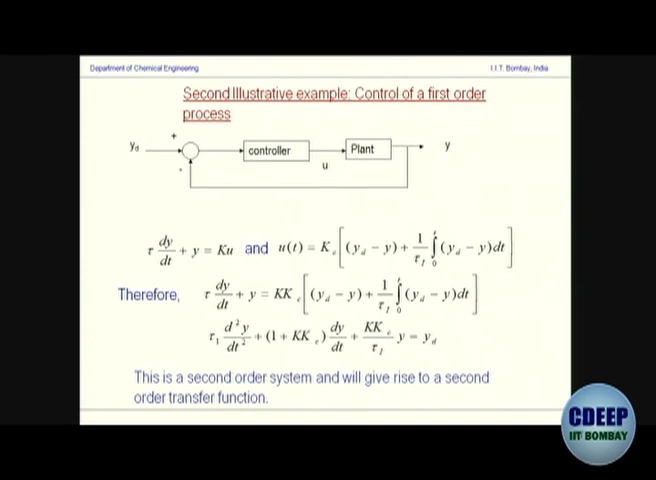 Department of Chemical Engineering
I.I.T. Bombay, India
Second Illustrative example: Control of a first order
process
+
y_d
controller
Plant
y
-
u
τ dy/dt + y = Ku and u(t) = K_c [ (y_d − y) + 1/τ_I ∫_0^t (y_d − y)dt ]
Therefore, τ dy/dt + y = KK_c [ (y_d − y) + 1/τ_I ∫_0^t (y_d − y)dt ]
τ_1 d²y/dt² + (1 + KK_c) dy/dt + KK_c/τ_I y = y_d
This is a second order system and will give rise to a second
order transfer function.
CDEEP
IIT BOMBAY